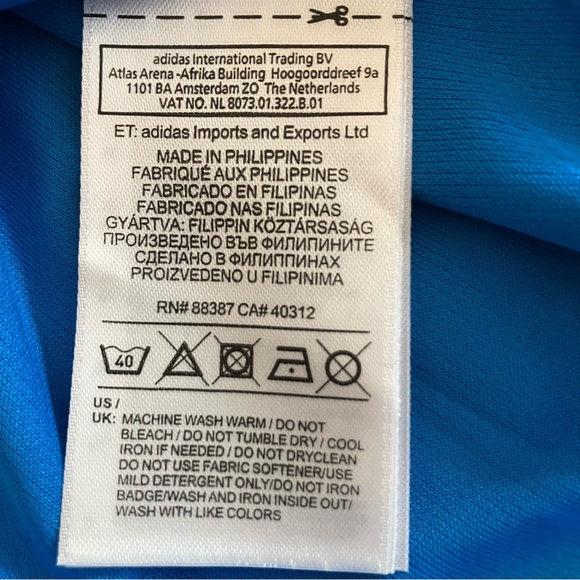 adidas International Trading BV
Atlas Arena -Afrika Building Hoogoorddreef 9a
1101 BA Amsterdam ZO The Netherlands
VAT NO. NL 8073.01.322.B.01
ET: adidas Imports and Exports Ltd
MADE IN PHILIPPINES
FABRIQUÉ AUX PHILIPPINES
FABRICADO EN FILIPINAS
FABRICADO NAS FILIPINAS
GYÁRTVA: FILIPPIN KÖZTÁRSASÁG
ПРОИЗВЕДЕНО ВЪВ ФИЛИПИНИТЕ
СДЕЛАНО В ФИЛИППИНАХ
PROIZVEDENO U FILIPINIMA
RN# 88387 CA# 40312
40
US /
UK: MACHINE WASH WARM / DO NOT
BLEACH / DO NOT TUMBLE DRY / COOL
IRON IF NEEDED / DO NOT DRYCLEAN
DO NOT USE FABRIC SOFTENER/USE
MILD DETERGENT ONLY/DO NOT IRON
BADGE/WASH AND IRON INSIDE OUT/
WASH WITH LIKE COLORS